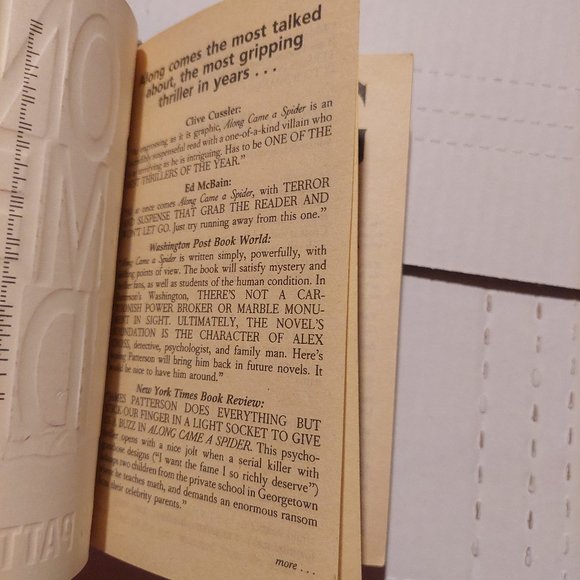 Along comes the most talked
about, the most gripping
thriller in years . . .
Clive Cussler:
engrossing as it is graphic, Along Came a Spider is an
suspenseful read with a one-of-a-kind villain who
terrifying as he is intriguing. Has to be ONE OF THE
THRILLERS OF THE YEAR."
Ed McBain:
at once comes Along Came a Spider, with TERROR
SUSPENSE THAT GRAB THE READER AND
LET GO. Just try running away from this one."
Washington Post Book World:
Came a Spider is written simply, powerfully, with
points of view. The book will satisfy mystery and
fans, as well as students of the human condition. In
Washington, THERE'S NOT A CAR-
POWER BROKER OR MARBLE MONU-
IN SIGHT. ULTIMATELY, THE NOVEL'S
IS THE CHARACTER OF ALEX
detective, psychologist, and family man. Here's
Patterson will bring him back in future novels. It
be nice to have him around."
New York Times Book Review:
PATTERSON DOES EVERYTHING BUT
OUR FINGER IN A LIGHT SOCKET TO GIVE
A BUZZ IN ALONG CAME A SPIDER. This psycho-
opens with a nice jolt when a serial killer with
designs ("I want the fame I so richly deserve")
two children from the private school in Georgetown
he teaches math, and demands an enormous ransom
their celebrity parents."
more . . .